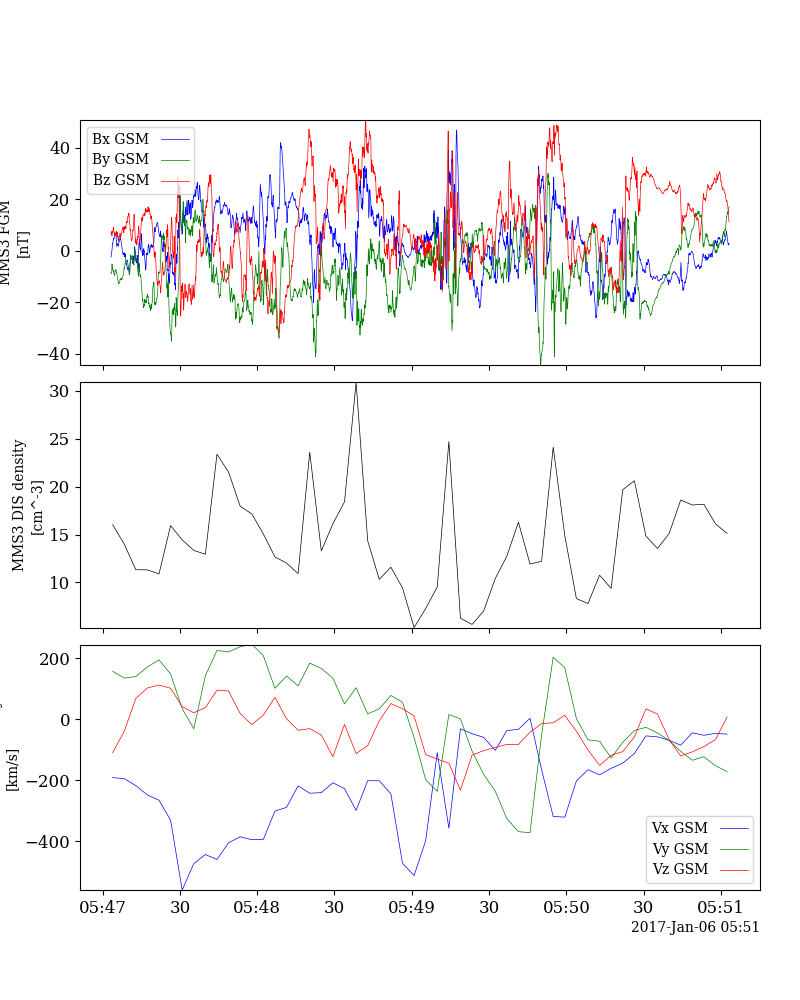 Bx GSM
By GSM
Bz GSM
40
20
0
−20
−40
MMS3 FGM
[nT]
30
25
20
15
10
MMS3 DIS density
[cm^-3]
200
0
−200
−400
[km/s]
Vx GSM
Vy GSM
Vz GSM
05:47
30
05:48
30
05:49
30
05:50
30
05:51
2017-Jan-06 05:51